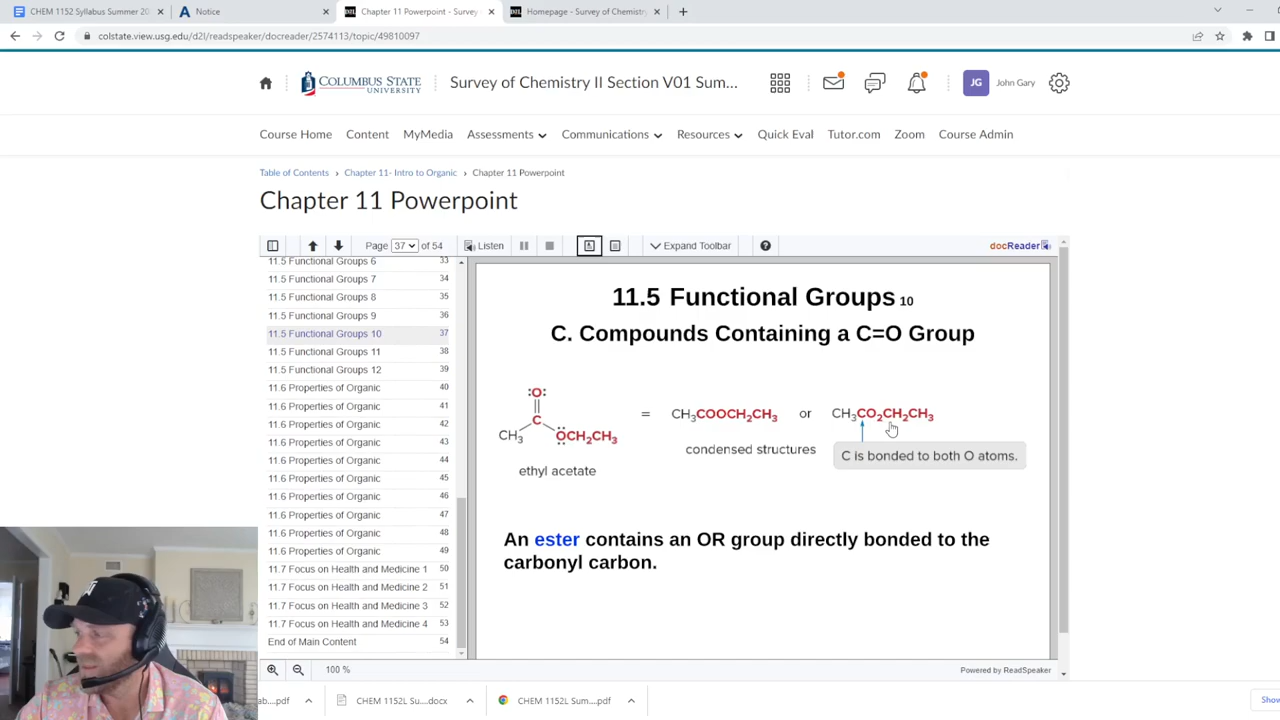 CHEM 1152 Syllabus Summer 20
Notice
Chapter 11 Powerpoint - Survey
Homepage - Survey of Chemistry
colstate.view.usg.edu/d2l/readspeaker/docreader/2574113/topic/49810097
COLUMBUS STATE
UNIVERSITY
Survey of Chemistry II Section V01 Sum...
JG
John Gary
Course Home
Content
MyMedia
Assessments
Communications
Resources
Quick Eval
Tutor.com
Zoom
Course Admin
Table of Contents › Chapter 11- Intro to Organic › Chapter 11 Powerpoint
Chapter 11 Powerpoint
Page 37 of 54
Listen
Expand Toolbar
docReader
11.5 Functional Groups 6 33
11.5 Functional Groups 7 34
11.5 Functional Groups 8 35
11.5 Functional Groups 9 36
11.5 Functional Groups 10 37
11.5 Functional Groups 11 38
11.5 Functional Groups 12 39
11.6 Properties of Organic 40
11.6 Properties of Organic 41
11.6 Properties of Organic 42
11.6 Properties of Organic 43
11.6 Properties of Organic 44
11.6 Properties of Organic 45
11.6 Properties of Organic 46
11.6 Properties of Organic 47
11.6 Properties of Organic 48
11.6 Properties of Organic 49
11.7 Focus on Health and Medicine 1 50
11.7 Focus on Health and Medicine 2 51
11.7 Focus on Health and Medicine 3 52
11.7 Focus on Health and Medicine 4 53
End of Main Content 54
11.5 Functional Groups 10
C. Compounds Containing a C=O Group
:O:
C
CH₃ OCH₂CH₃ = CH₃COOCH₂CH₃ or CH₃CO₂CH₂CH₃
ethyl acetate
condensed structures
C is bonded to both O atoms.
An ester contains an OR group directly bonded to the
carbonyl carbon.
100 %
Powered by ReadSpeaker
ab....pdf
CHEM 1152L Su....docx
CHEM 1152L Sum....pdf
Show